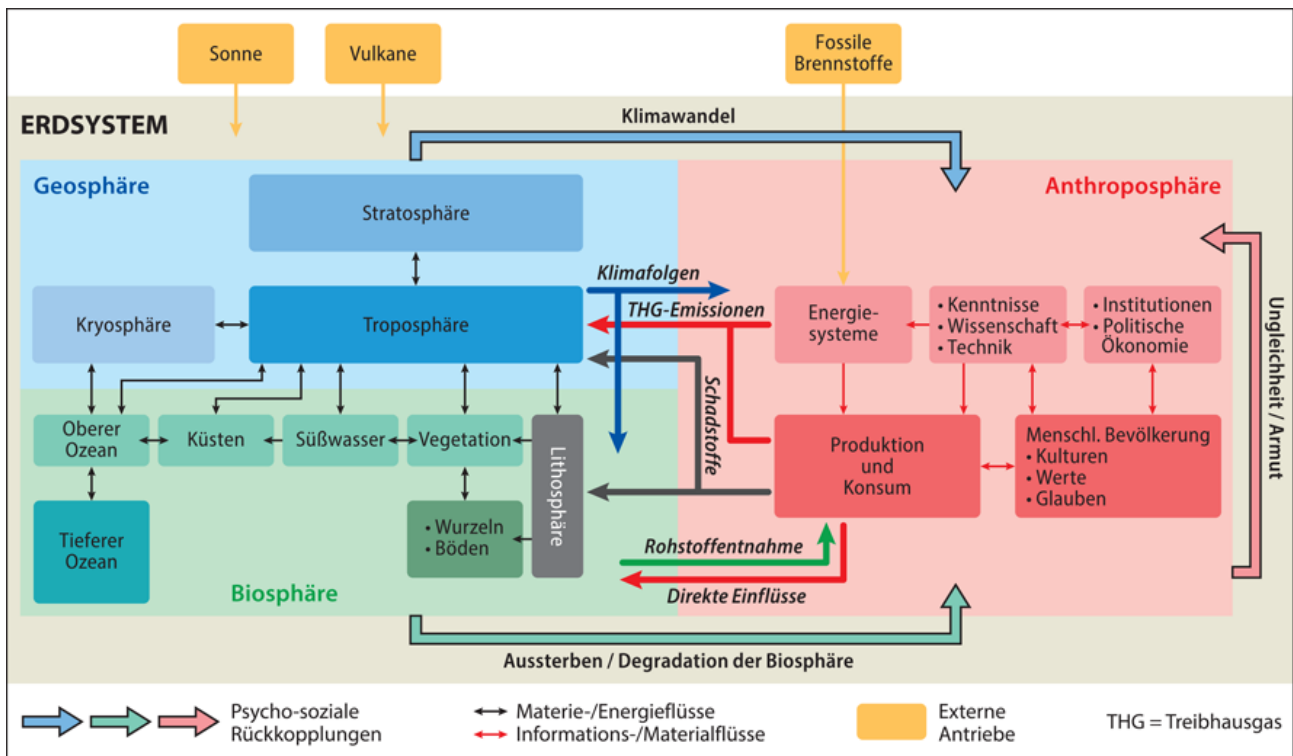 Sonne
Vulkane
Fossile
Brennstoffe
ERDSYSTEM
Klimawandel
Geosphäre
Anthroposphäre
Stratosphäre
Klimafolgen
THG-Emissionen
Kryosphäre
Troposphäre
Energie-
systeme
• Kenntnisse
• Wissenschaft
• Technik
• Institutionen
• Politische
Ökonomie
Ungleichheit / Armut
Schadstoffe
Oberer
Ozean
Küsten
Süßwasser
Vegetation
Lithosphäre
Produktion
und
Konsum
Menschl. Bevölkerung
• Kulturen
• Werte
• Glauben
Tieferer
Ozean
• Wurzeln
• Böden
Rohstoffentnahme
Direkte Einflüsse
Biosphäre
Aussterben / Degradation der Biosphäre
Psycho-soziale
Rückkopplungen
Materie-/Energieflüsse
Informations-/Materialflüsse
Externe
Antriebe
THG = Treibhausgas